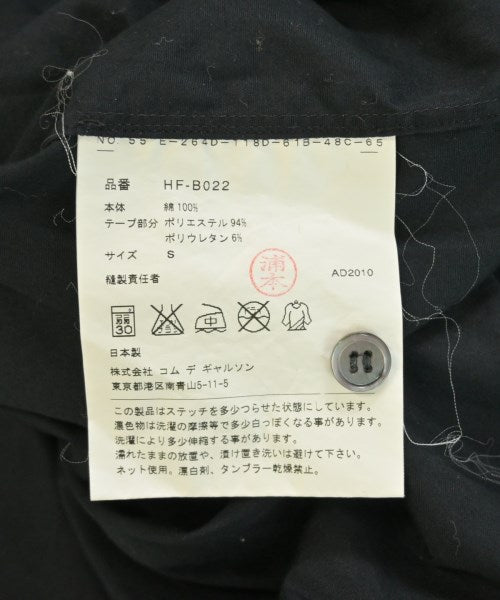 NO 55 E-264D-118D-61B-48C-65
品番 HF-B022
本体 綿100%
テープ部分 ポリエステル94%
ポリウレタン6%
サイズ S
浦本
縫製責任者 AD2010
30 中
日本製
株式会社 コム デ ギャルソン
東京都港区南青山5-11-5
この製品はステッチを多少つらせた状態にしています。
濃色物は洗濯の摩擦等で多少白っぽくなる事があります。
洗濯により多少伸縮する事があります。
濡れたままの放置や、漬け置き洗いは避けて下さい。
ネット使用。漂白剤、タンブラー乾燥禁止。